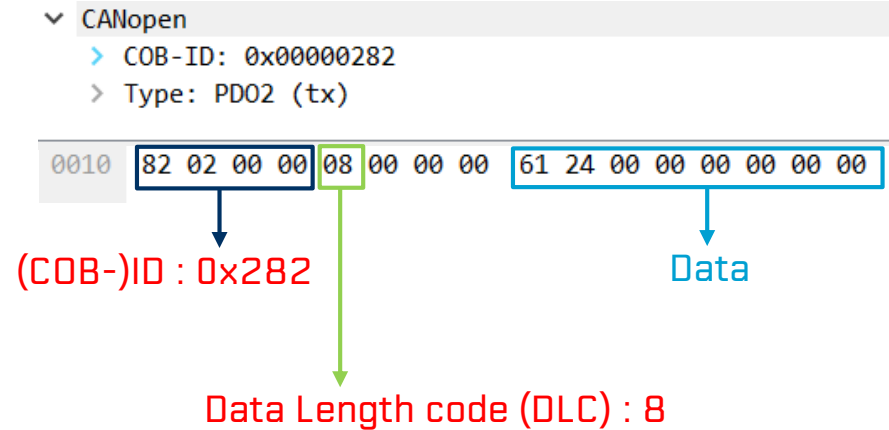 CANopen
COB-ID: 0x00000282
Type: PDO2 (tx)
0010 82 02 00 00 08 00 00 00 61 24 00 00 00 00 00 00
(COB-)ID : 0x282
Data
Data Length code (DLC) : 8